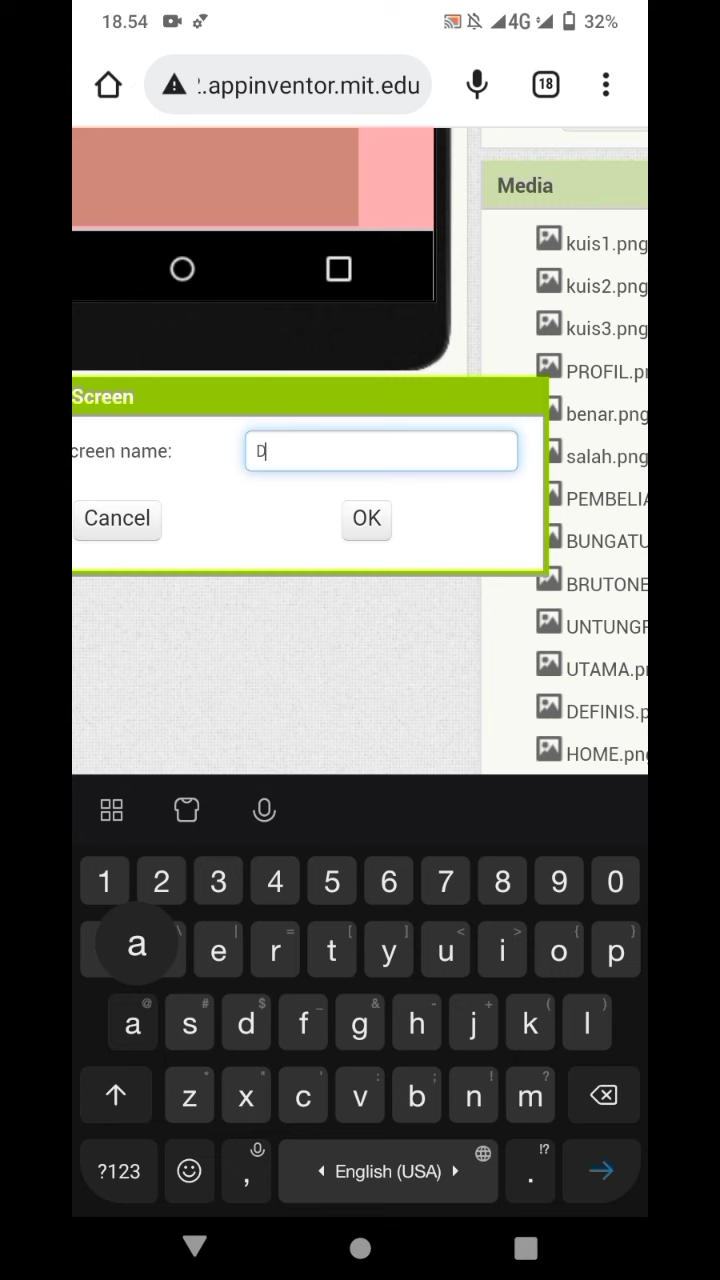 18.54
4G
32%
:.appinventor.mit.edu
18
Media
kuis1.png
kuis2.png
kuis3.png
PROFIL.p
Screen
benar.png
creen name:
D
salah.png
PEMBELIA
Cancel
OK
BUNGATU
BRUTONE
UNTUNG
UTAMA.p
DEFINIS.p
HOME.pn
1 2 3 4 5 6 7 8 9 0
a
\ | = [ ] < > { }
e r t y u i o p
@ # $ _ & - + ( )
a s d f g h j k l
* " ' : ; ! ?
z x c v b n m
?123
,
English (USA)
!?
.